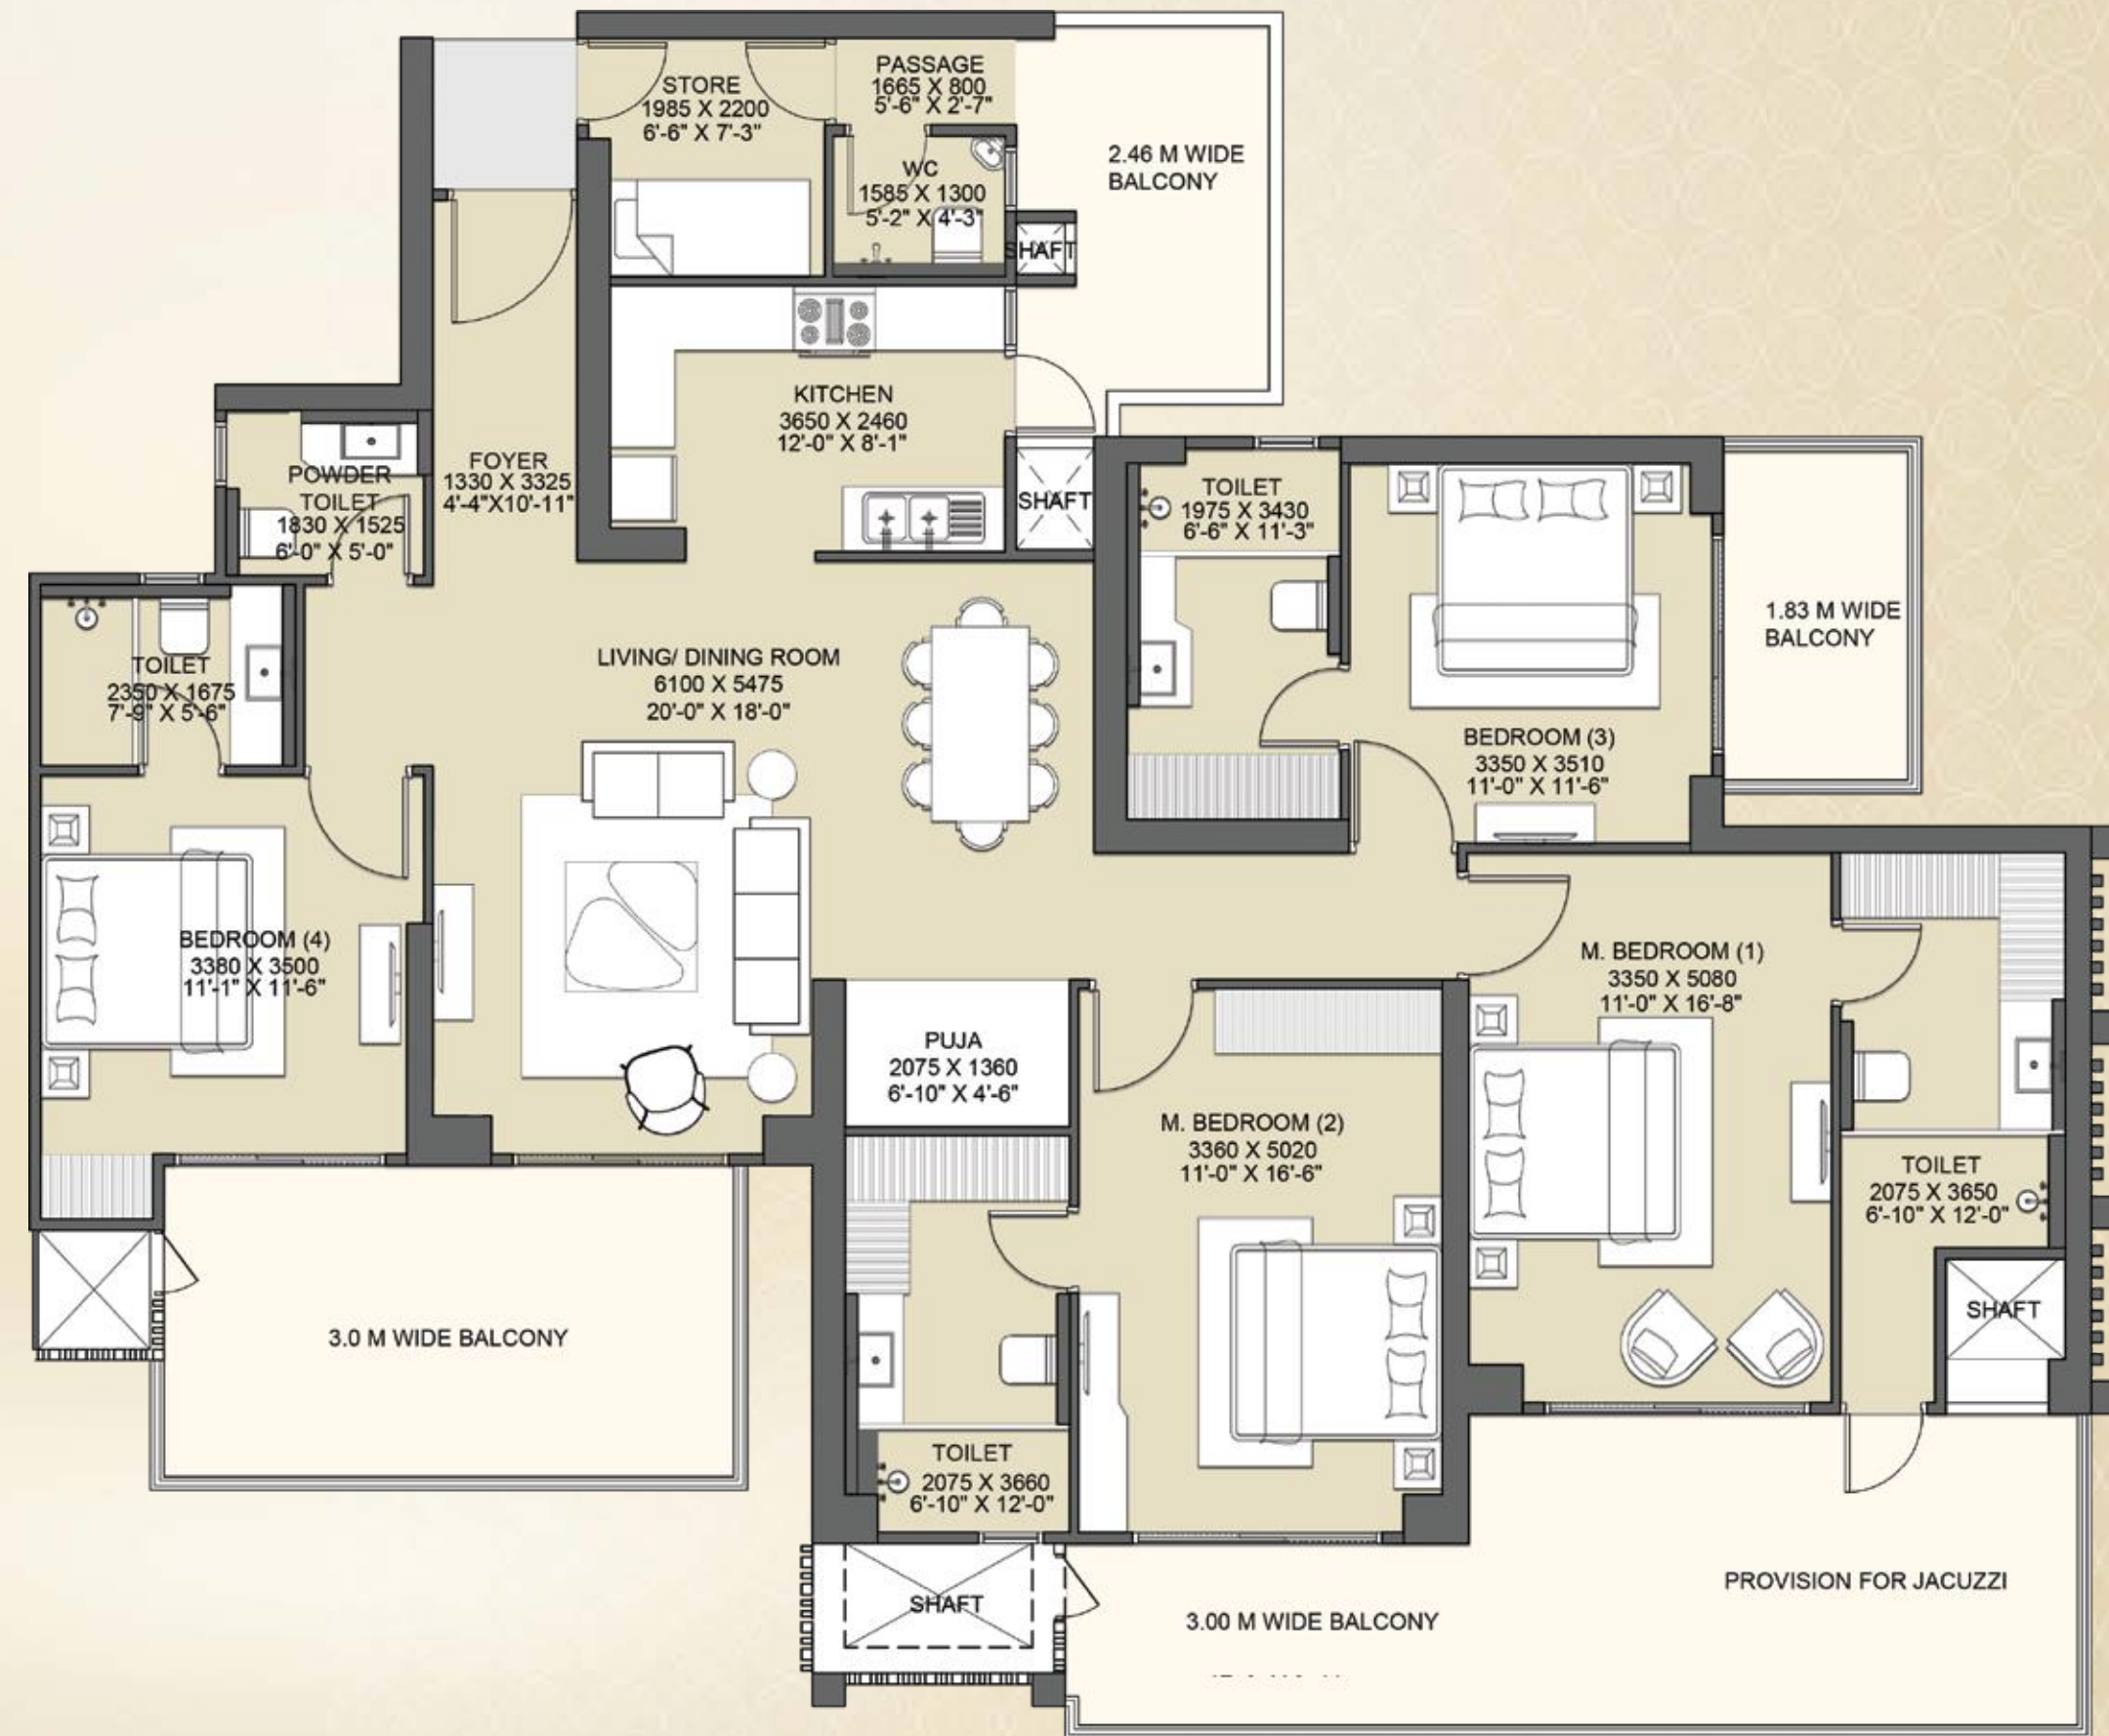 STORE
1985 X 2200
6'-6" X 7'-3"
PASSAGE
1665 X 800
5'-6" X 2'-7"
WC
1585 X 1300
5'-2" X 4'-3"
SHAFT
2.46 M WIDE
BALCONY
KITCHEN
3650 X 2460
12'-0" X 8'-1"
SHAFT
FOYER
1330 X 3325
4'-4"X10'-11"
POWDER
TOILET
1830 X 1525
6'-0" X 5'-0"
TOILET
1975 X 3430
6'-6" X 11'-3"
1.83 M WIDE
BALCONY
TOILET
2350 X 1675
7'-9" X 5'-6"
LIVING/ DINING ROOM
6100 X 5475
20'-0" X 18'-0"
BEDROOM (3)
3350 X 3510
11'-0" X 11'-6"
BEDROOM (4)
3380 X 3500
11'-1" X 11'-6"
M. BEDROOM (1)
3350 X 5080
11'-0" X 16'-8"
PUJA
2075 X 1360
6'-10" X 4'-6"
M. BEDROOM (2)
3360 X 5020
11'-0" X 16'-6"
TOILET
2075 X 3650
6'-10" X 12'-0"
SHAFT
3.0 M WIDE BALCONY
TOILET
2075 X 3660
6'-10" X 12'-0"
SHAFT
PROVISION FOR JACUZZI
3.00 M WIDE BALCONY